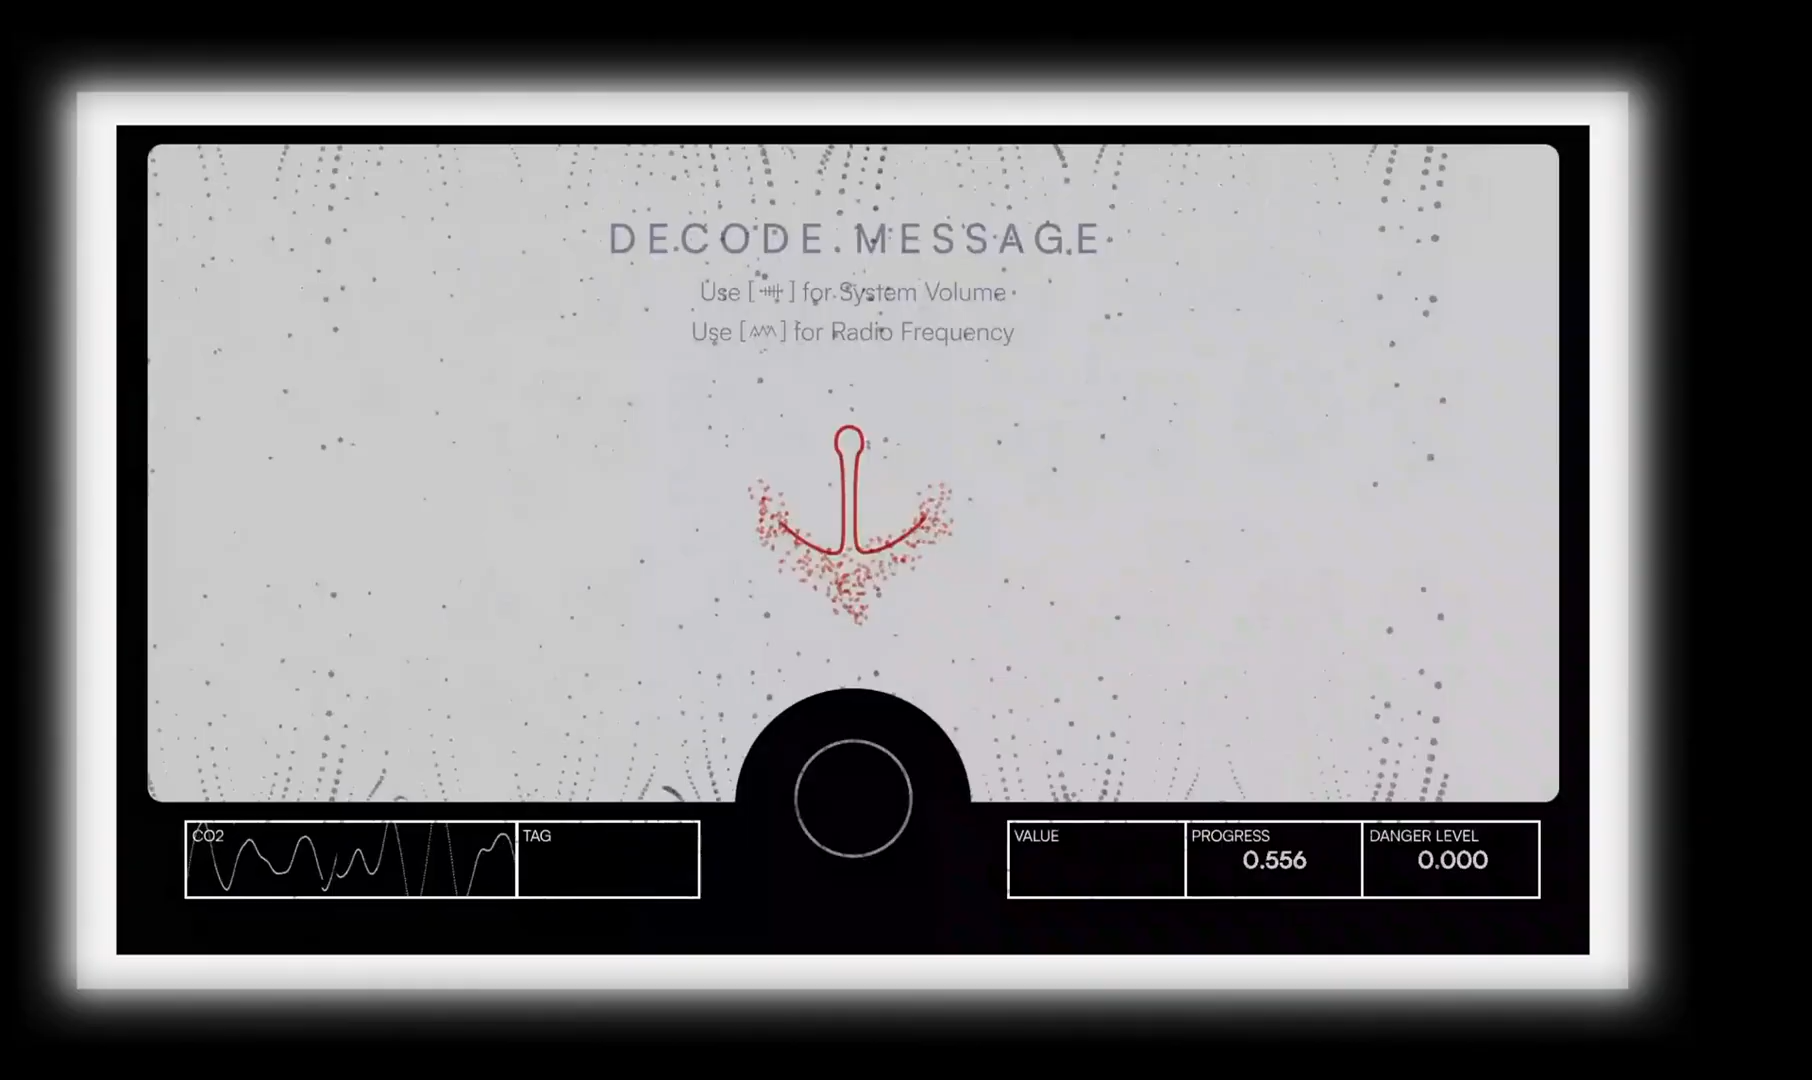 DECODE.MESSAGE
Use [ ] for System Volume
Use [ ] for Radio Frequency
CO2
TAG
VALUE
PROGRESS
0.556
DANGER LEVEL
0.000